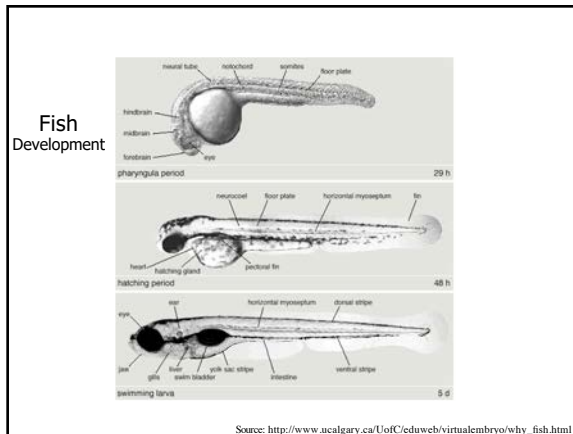 Fish
Development
neural tube
notochord
somites
floor plate
hindbrain
midbrain
forebrain
eye
pharyngula period
29 h
neurocoel
floor plate
horizontal myoseptum
fin
heart
hatching gland
pectoral fin
hatching period
48 h
eye
ear
horizontal myoseptum
dorsal stripe
jaw
gills
liver
swim bladder
yolk sac stripe
intestine
ventral stripe
swimming larva
5 d
Source: http://www.ucalgary.ca/UofC/eduweb/virtualembryo/why_fish.html